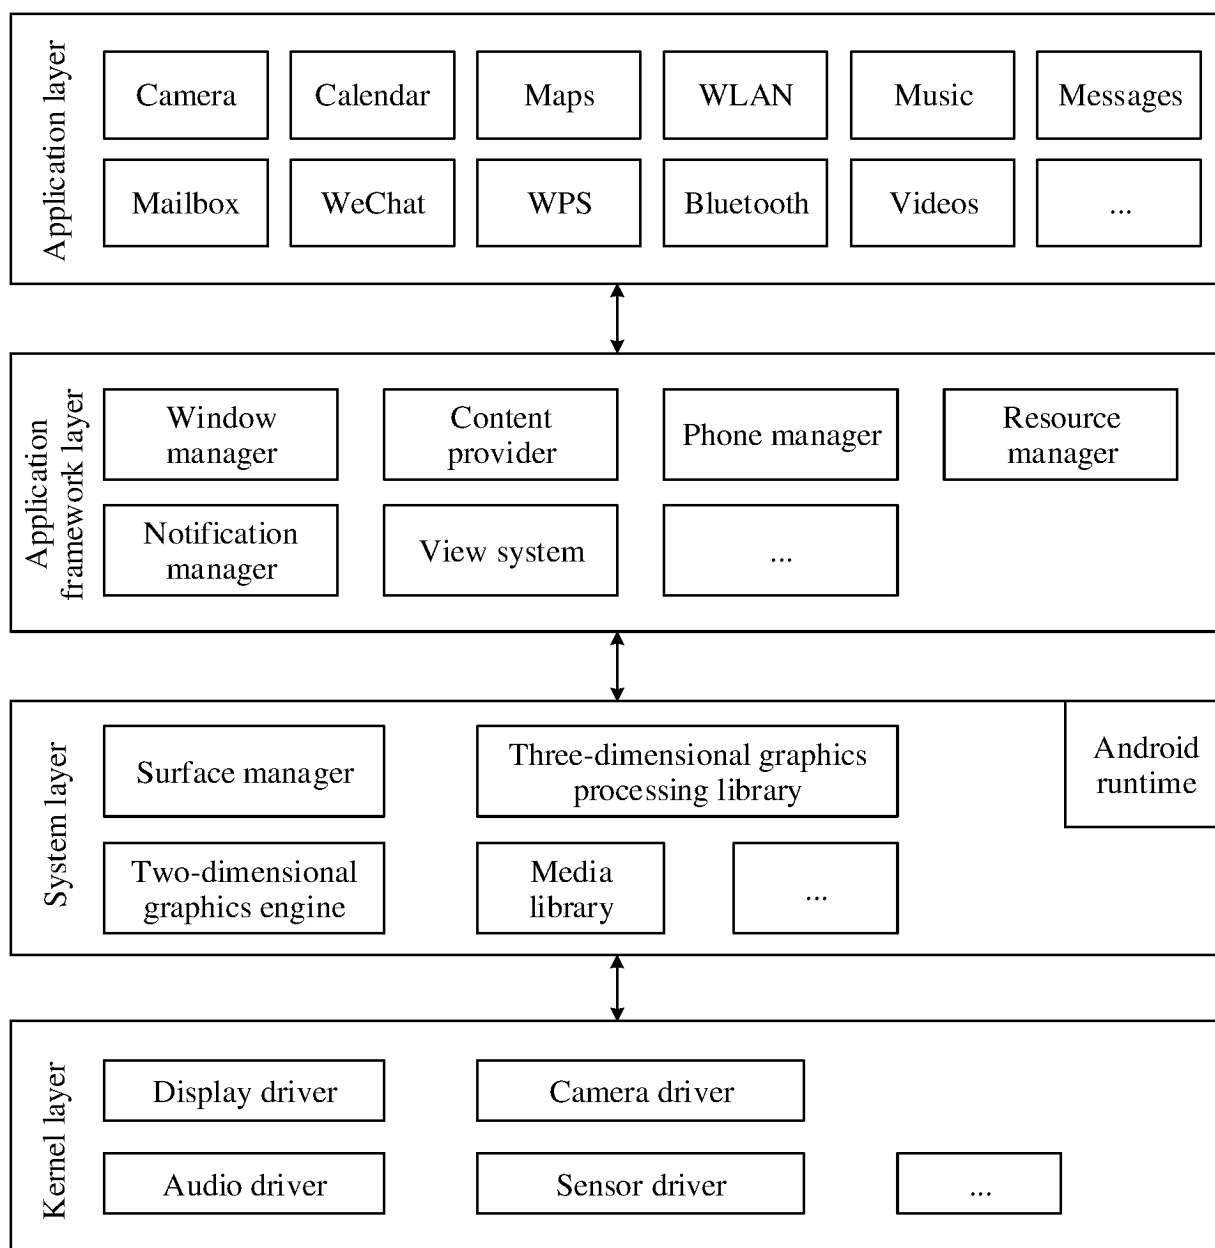 Application layer
Camera
Calendar
Maps
WLAN
Music
Messages
Mailbox
WeChat
WPS
Bluetooth
Videos
...
Application
framework layer
Window
manager
Content
provider
Phone manager
Resource
manager
Notification
manager
View system
...
System layer
Surface manager
Three-dimensional graphics
processing library
Android
runtime
Two-dimensional
graphics engine
Media
library
...
Kernel layer
Display driver
Camera driver
Audio driver
Sensor driver
...